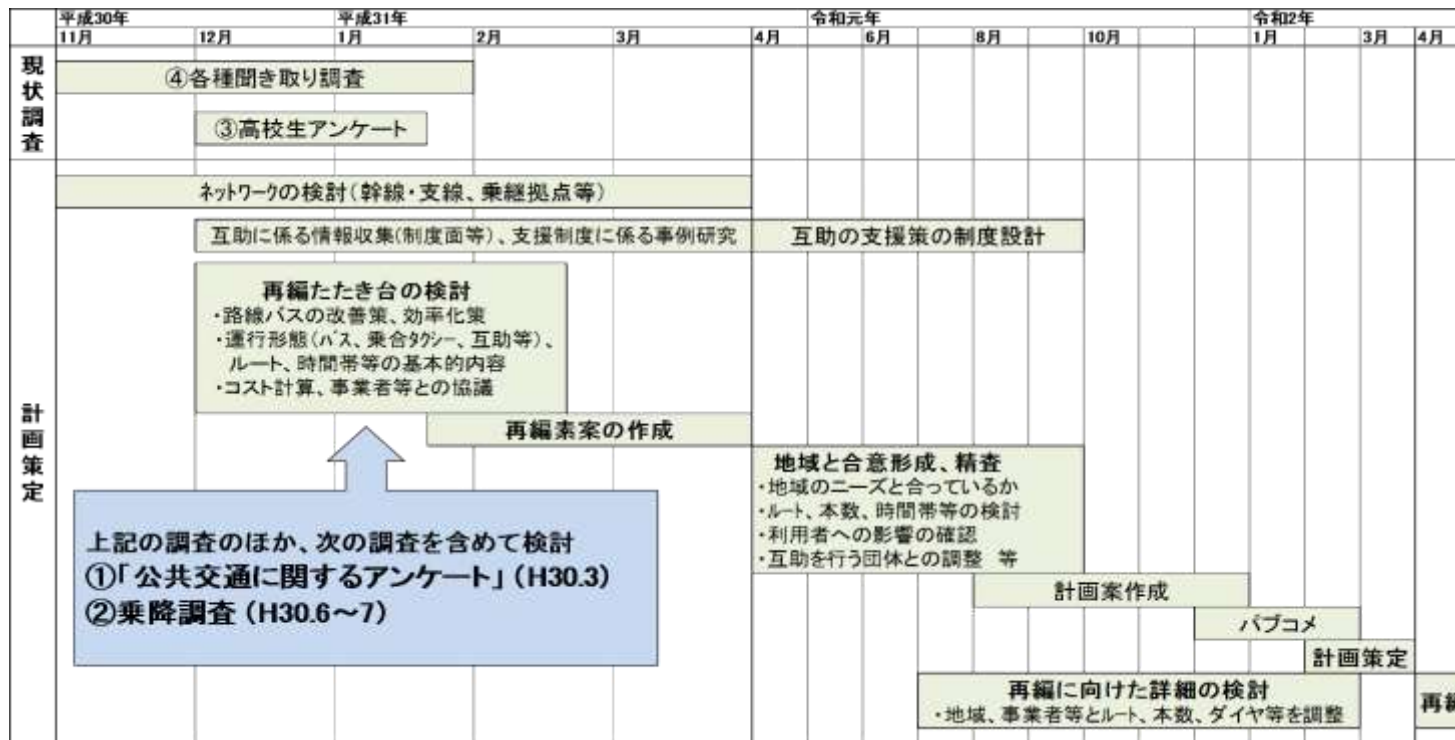 平成30年 平成31年 令和元年 令和2年
11月 12月 1月 2月 3月 4月 6月 8月 10月 1月 3月 4月
現状調査
④各種聞き取り調査
③高校生アンケート
計画策定
ネットワークの検討(幹線・支線、乗継拠点等)
互助に係る情報収集(制度面等)、支援制度に係る事例研究
互助の支援策の制度設計
再編たたき台の検討
・路線バスの改善策、効率化策
・運行形態(バス、乗合タクシー、互助等)、
ルート、時間帯等の基本的内容
・コスト計算、事業者等との協議
再編素案の作成
上記の調査のほか、次の調査を含めて検討
①「公共交通に関するアンケート」(H30.3)
②乗降調査(H30.6～7)
地域と合意形成、精査
・地域のニーズと合っているか
・ルート、本数、時間帯等の検討
・利用者への影響の確認
・互助を行う団体との調整 等
計画案作成
パブコメ
計画策定
再編に向けた詳細の検討
・地域、事業者等とルート、本数、ダイヤ等を調整
再編